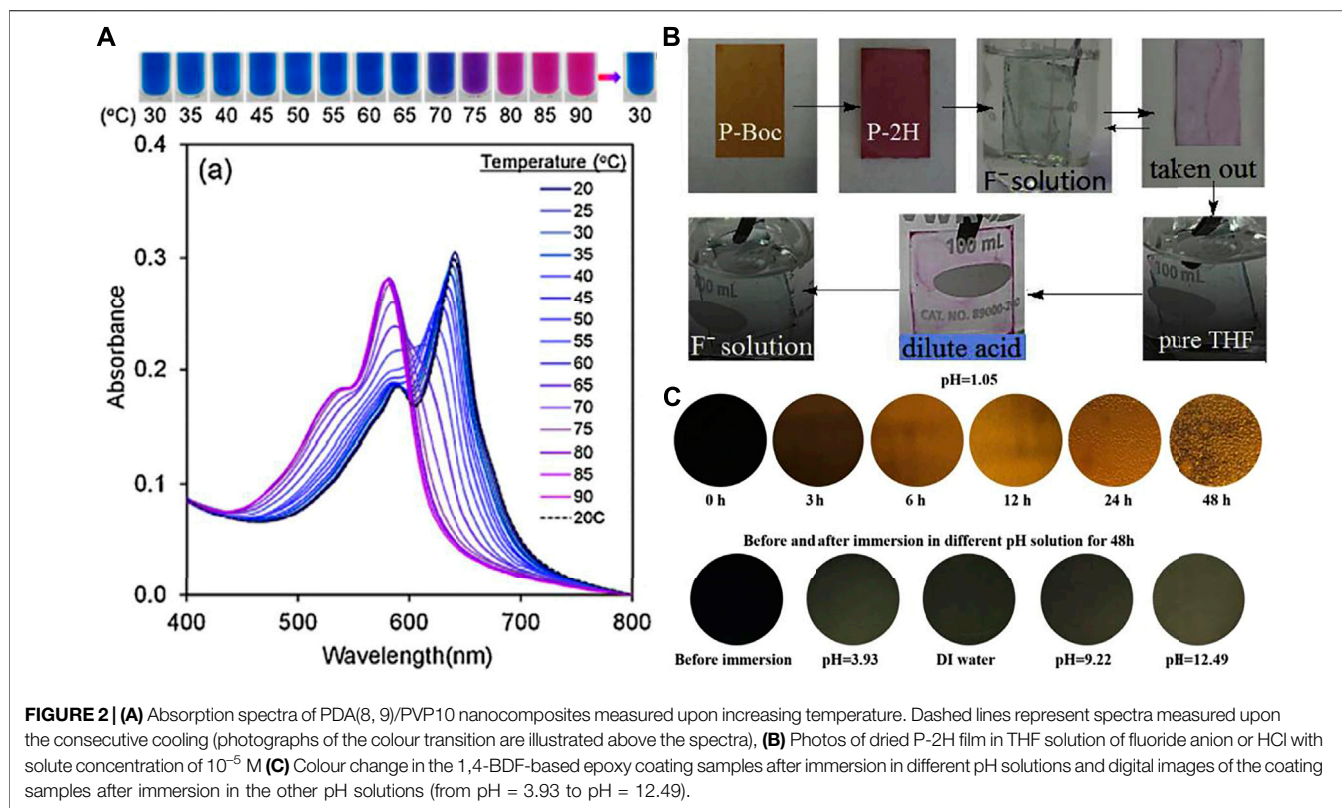 A
30 35 40 45 50 55 60 65 70 75 80 85 90 30
(ºC)
(a)
0.4
0.3
0.2
0.1
0.0
Absorbance
400 500 600 700 800
Wavelength(nm)
Temperature (ºC)
20
25
30
35
40
45
50
55
60
65
70
75
80
85
90
20C
B
P-Boc
P-2H
F⁻ solution
taken out
100 mL
pure THF
100 mL
CAT. NO. 89000-
dilute acid
100 mL
F⁻ solution
C
pH=1.05
0 h
3 h
6 h
12 h
24 h
48 h
Before and after immersion in different pH solution for 48h
Before immersion
pH=3.93
DI water
pH=9.22
pH=12.49
FIGURE 2 | (A) Absorption spectra of PDA(8, 9)/PVP10 nanocomposites measured upon increasing temperature. Dashed lines represent spectra measured upon
the consecutive cooling (photographs of the colour transition are illustrated above the spectra), (B) Photos of dried P-2H film in THF solution of fluoride anion or HCl with
solute concentration of 10⁻⁵ M (C) Colour change in the 1,4-BDF-based epoxy coating samples after immersion in different pH solutions and digital images of the coating
samples after immersion in the other pH solutions (from pH = 3.93 to pH = 12.49).